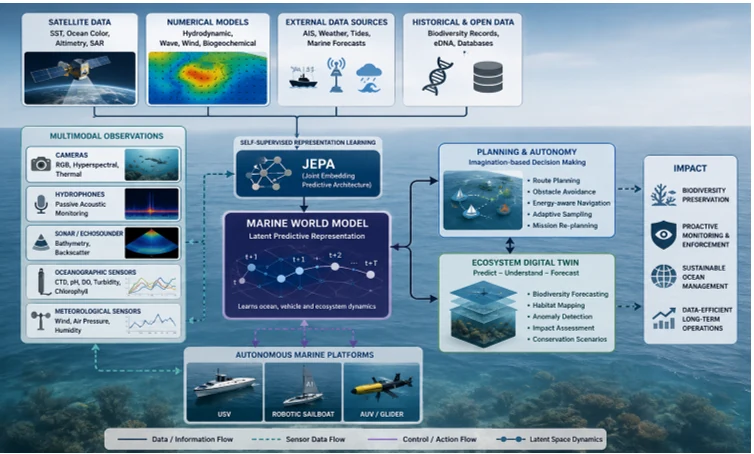 SATELLITE DATA
SST, Ocean Color,
Altimetry, SAR
NUMERICAL MODELS
Hydrodynamic,
Wave, Wind, Biogeochemical
EXTERNAL DATA SOURCES
AIS, Weather, Tides,
Marine Forecasts
HISTORICAL & OPEN DATA
Biodiversity Records,
eDNA, Databases
MULTIMODAL OBSERVATIONS
CAMERAS
RGB, Hyperspectral,
Thermal
HYDROPHONES
Passive Acoustic
Monitoring
SONAR / ECHOSOUNDER
Bathymetry,
Backscatter
OCEANOGRAPHIC SENSORS
CTD, pH, DO, Turbidity,
Chlorophyll
METEOROLOGICAL SENSORS
Wind, Air Pressure,
Humidity
SELF-SUPERVISED REPRESENTATION LEARNING
JEPA
(Joint Embedding
Predictive Architecture)
MARINE WORLD MODEL
Latent Predictive Representation
t
t+1
t+1
t+2
...
t+T
Learns ocean, vehicle and ecosystem dynamics
AUTONOMOUS MARINE PLATFORMS
USV
ROBOTIC SAILBOAT
AUV / GLIDER
PLANNING & AUTONOMY
Imagination-based Decision Making
• Route Planning
• Obstacle Avoidance
• Energy-aware Navigation
• Adaptive Sampling
• Mission Re-planning
ECOSYSTEM DIGITAL TWIN
Predict – Understand – Forecast
• Biodiversity Forecasting
• Habitat Mapping
• Anomaly Detection
• Impact Assessment
• Conservation Scenarios
IMPACT
BIODIVERSITY
PRESERVATION
PROACTIVE
MONITORING &
ENFORCEMENT
SUSTAINABLE
OCEAN
MANAGEMENT
DATA-EFFICIENT
LONG-TERM
OPERATIONS
Data / Information Flow
Sensor Data Flow
Control / Action Flow
Latent Space Dynamics